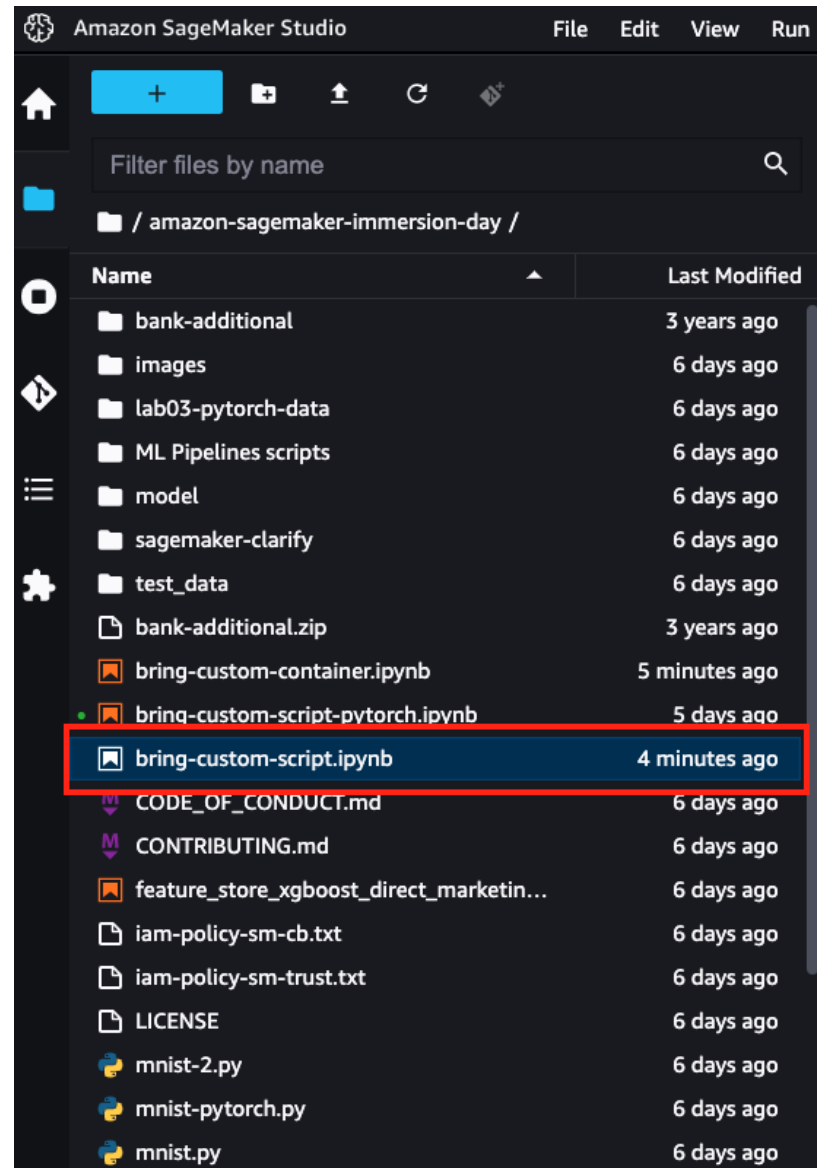 Amazon SageMaker Studio File Edit View Run
+
Filter files by name
/ amazon-sagemaker-immersion-day /
Name Last Modified
bank-additional 3 years ago
images 6 days ago
lab03-pytorch-data 6 days ago
ML Pipelines scripts 6 days ago
model 6 days ago
sagemaker-clarify 6 days ago
test_data 6 days ago
bank-additional.zip 3 years ago
bring-custom-container.ipynb 5 minutes ago
bring-custom-script-pytorch.ipynb 5 days ago
bring-custom-script.ipynb 4 minutes ago
CODE_OF_CONDUCT.md 6 days ago
CONTRIBUTING.md 6 days ago
feature_store_xgboost_direct_marketin... 6 days ago
iam-policy-sm-cb.txt 6 days ago
iam-policy-sm-trust.txt 6 days ago
LICENSE 6 days ago
mnist-2.py 6 days ago
mnist-pytorch.py 6 days ago
mnist.py 6 days ago